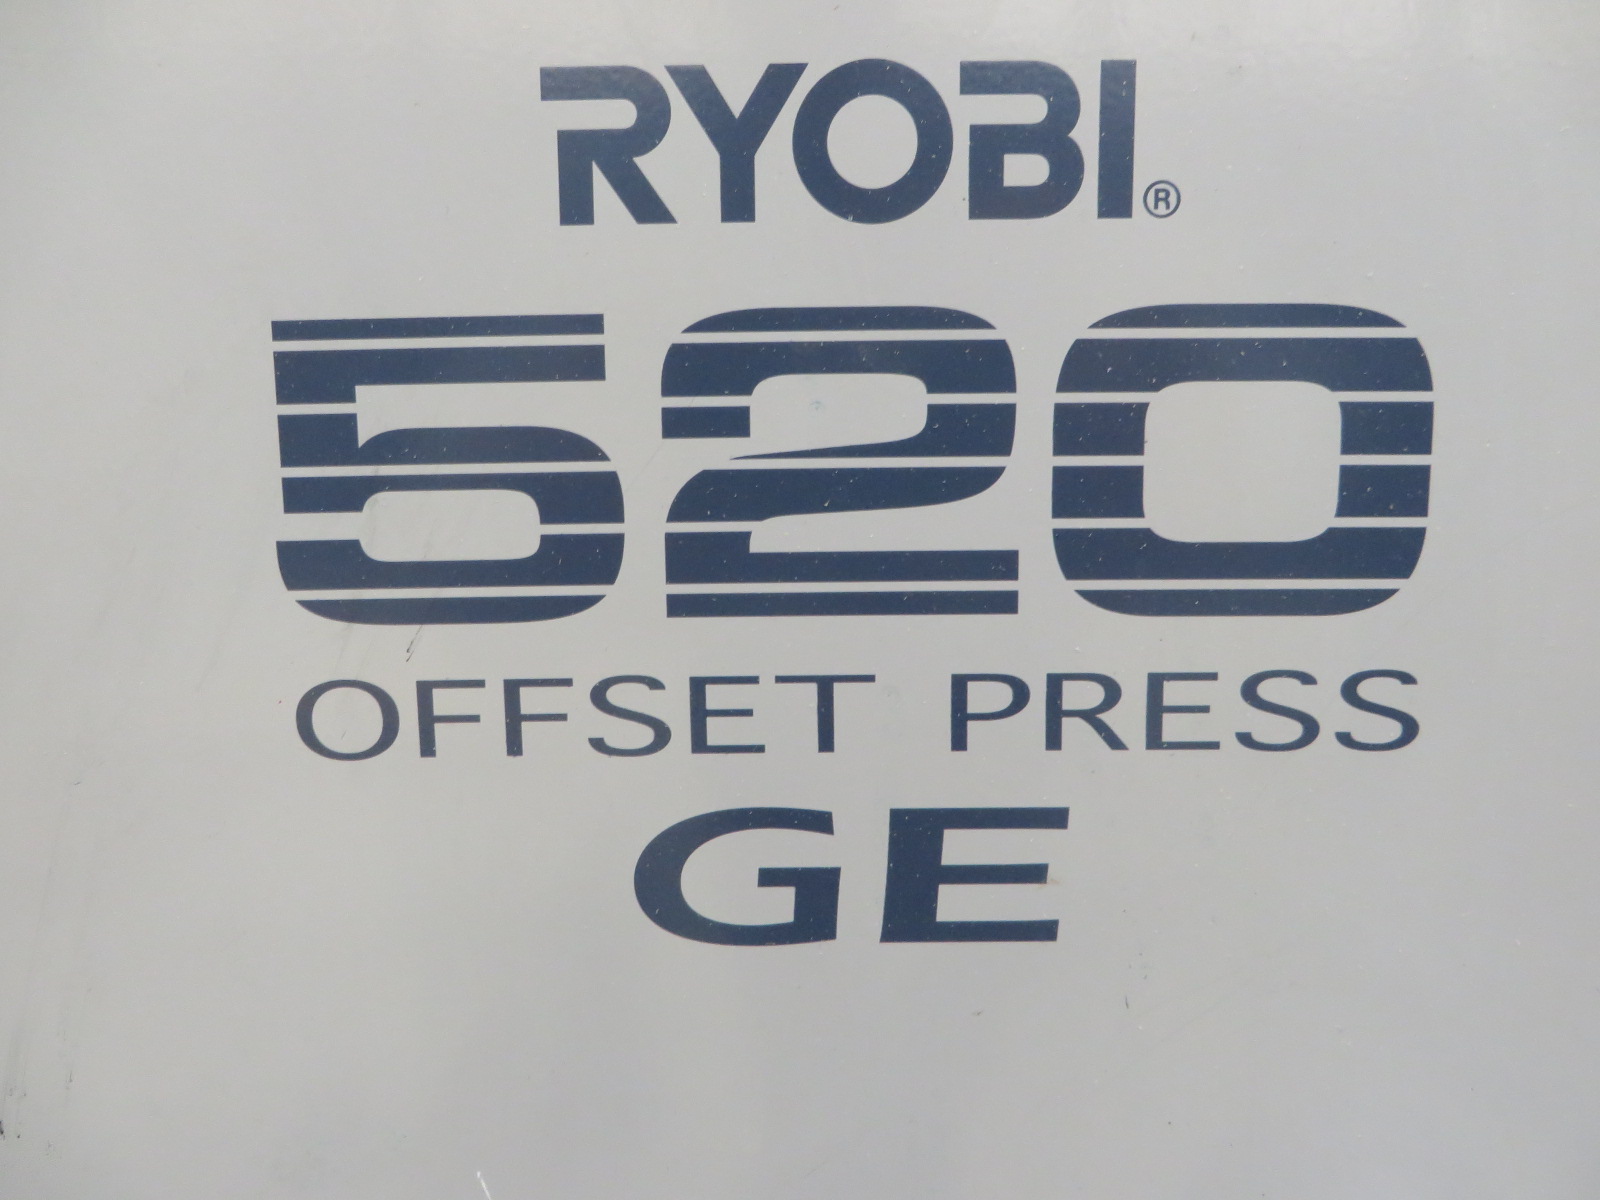 RYOBI®
520
OFFSET PRESS
GE